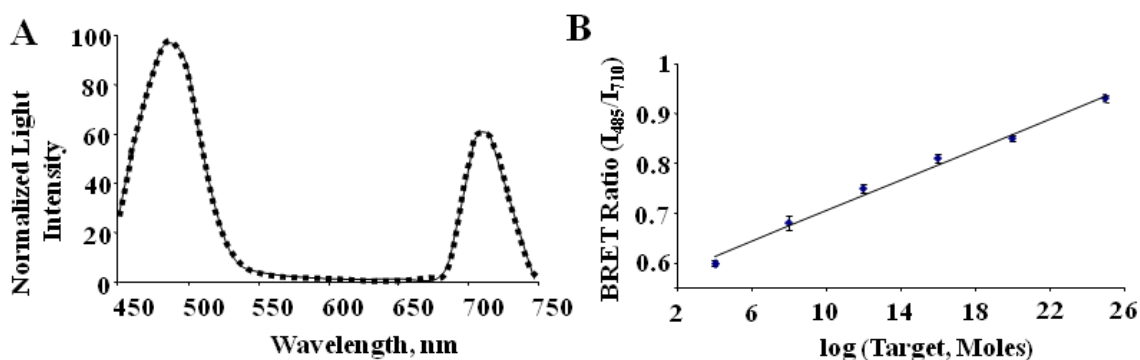 A
Normalized Light
Intensity
100
80
60
40
20
0
450 500 550 600 650 700 750
Wavelength, nm
B
BRET Ratio (I485/I710)
1
0.9
0.8
0.7
0.6
2 6 10 14 18 22 26
log (Target, Moles)